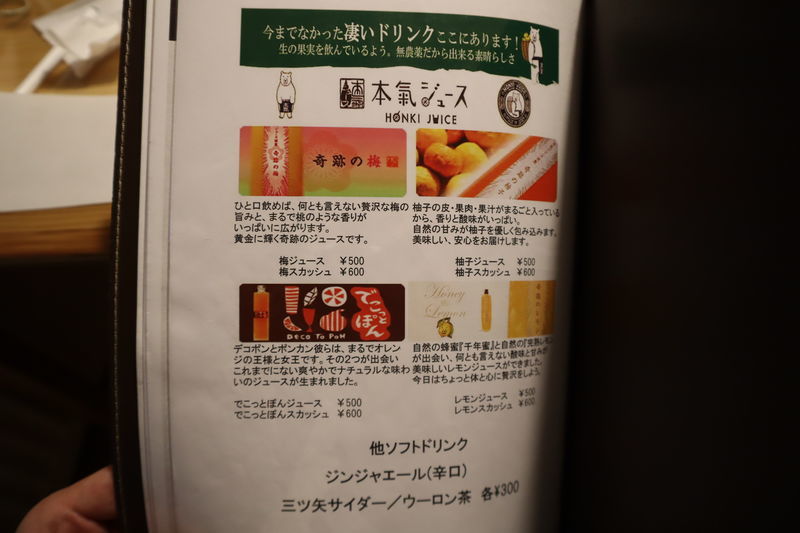 今までなかった凄いドリンクここにあります!
生の果実を飲んでいるよう。無農薬だから出来る素晴らしさ
本氣ジュース
HONKI JUICE
奇跡の梅
奇跡の梅
奇跡の柚子
ひと口飲めば、何とも言えない贅沢な梅の
旨みと、まるで桃のような香りが
いっぱいに広がります。
黄金に輝く奇跡のジュースです。
梅ジュース ¥500
梅スカッシュ ¥600
柚子の皮・果肉・果汁がまるごと入っている
から、香りと酸味がいっぱい。
自然の甘みが柚子を優しく包み込みます。
美味しい、安心をお届けします。
柚子ジュース ¥500
柚子スカッシュ ¥600
でこっとぽん
DECO TO PON
デコポンとポンカン彼らは、まるでオレン
ジの王様と女王です。その2つが出会い
これまでにない爽やかでナチュラルな味わ
いのジュースが生まれました。
でこっとぽんジュース ¥500
でこっとぽんスカッシュ ¥600
Honey
Lemon
自然の蜂蜜『千年蜜』と自然の『完熟レモン』
が出会い、何とも言えない酸味と甘みが
美味しいレモンジュースができました。
今日はちょっと体と心に贅沢をしよう。
レモンジュース ¥500
レモンスカッシュ ¥600
他ソフトドリンク
ジンジャエール(辛口)
三ツ矢サイダー/ウーロン茶 各¥300